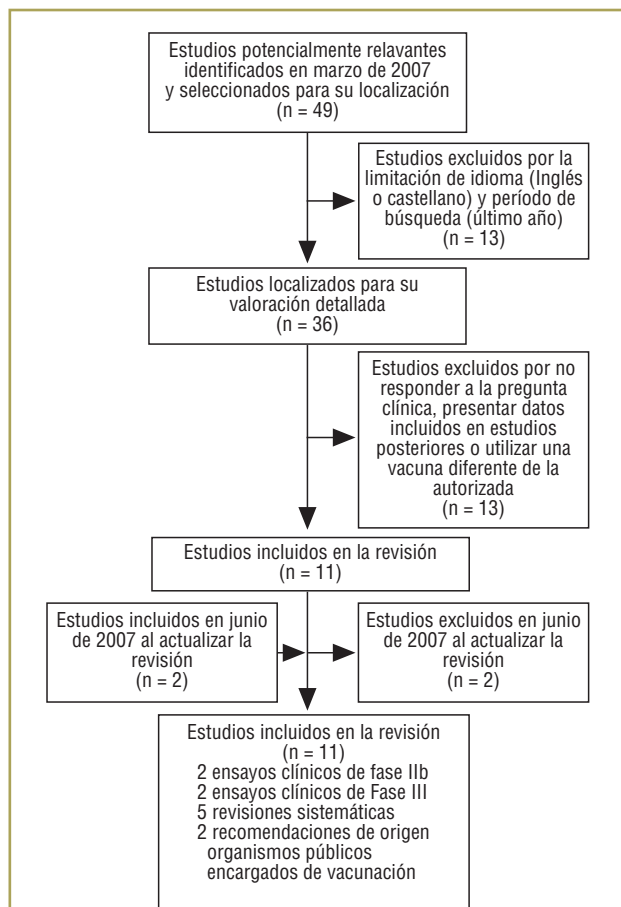 Estudios potencialmente relavantes
identificados en marzo de 2007
y seleccionados para su localización
(n = 49)
Estudios excluidos por la
limitación de idioma (Inglés
o castellano) y período de
búsqueda (último año)
(n = 13)
Estudios localizados para su
valoración detallada
(n = 36)
Estudios excluidos por no
responder a la pregunta
clínica, presentar datos
incluidos en estudios
posteriores o utilizar una
vacuna diferente de la
autorizada
(n = 13)
Estudios incluidos en la revisión
(n = 11)
Estudios incluidos en junio
de 2007 al actualizar la
revisión
(n = 2)
Estudios excluidos en junio
de 2007 al actualizar la
revisión
(n = 2)
Estudios incluidos en la revisión
(n = 11)
2 ensayos clínicos de fase IIb
2 ensayos clínicos de Fase III
5 revisiones sistemáticas
2 recomendaciones de origen
organismos públicos
encargados de vacunación